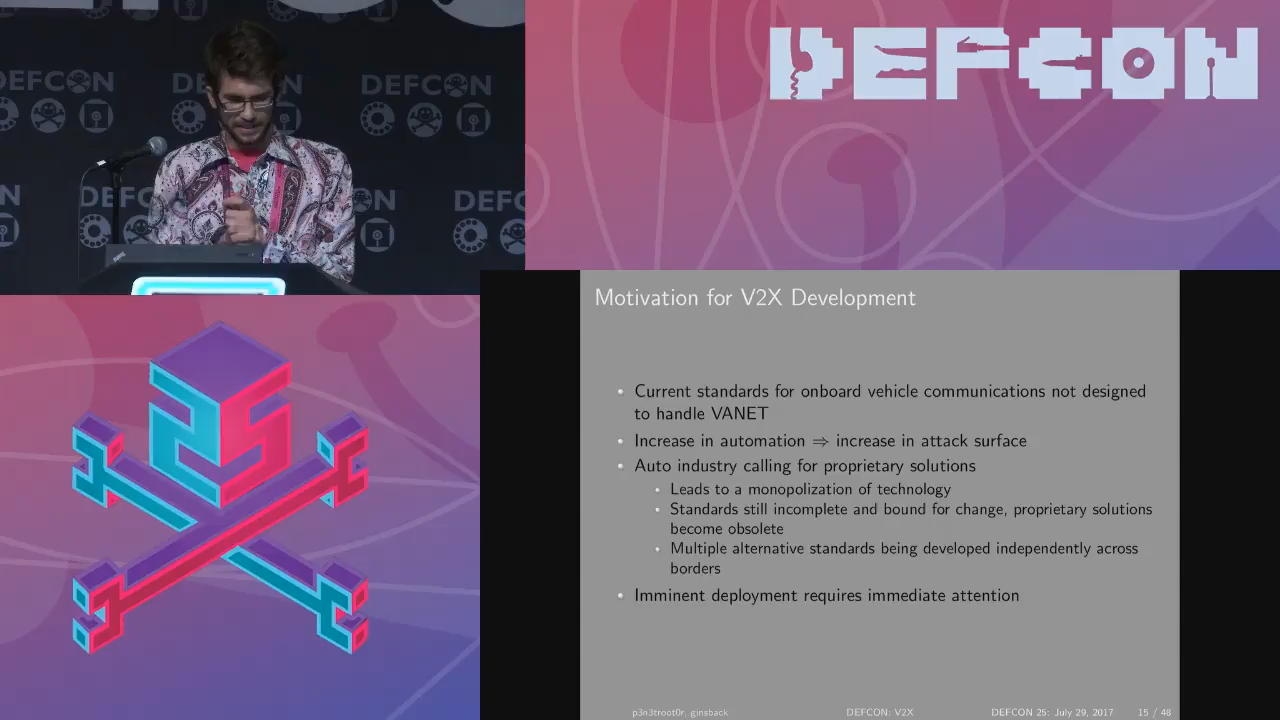 DEFCON
DEFCON
DEFCON
DEFCON
DEFCON
Motivation for V2X Development
• Current standards for onboard vehicle communications not designed
to handle VANET
• Increase in automation ⇒ increase in attack surface
• Auto industry calling for proprietary solutions
• Leads to a monopolization of technology
• Standards still incomplete and bound for change, proprietary solutions
become obsolete
• Multiple alternative standards being developed independently across
borders
• Imminent deployment requires immediate attention
p3n3troot0r, ginsback
DEFCON: V2X
DEFCON 25: July 29, 2017
15 / 48